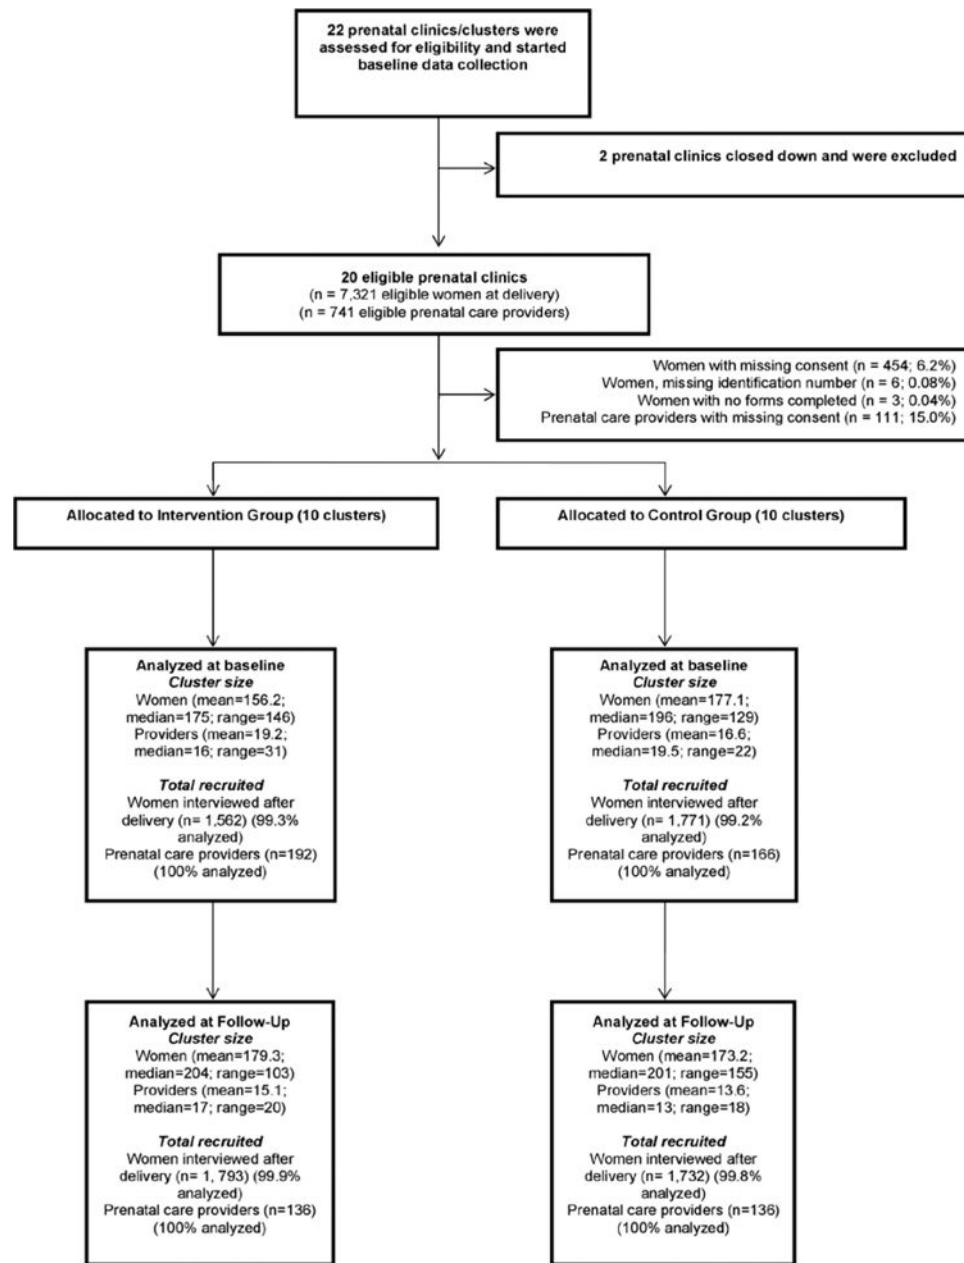 22 prenatal clinics/clusters were
assessed for eligibility and started
baseline data collection
2 prenatal clinics closed down and were excluded
20 eligible prenatal clinics
(n = 7,321 eligible women at delivery)
(n = 741 eligible prenatal care providers)
Women with missing consent (n = 454; 6.2%)
Women, missing identification number (n = 6; 0.08%)
Women with no forms completed (n = 3; 0.04%)
Prenatal care providers with missing consent (n = 111; 15.0%)
Allocated to Intervention Group (10 clusters)
Allocated to Control Group (10 clusters)
Analyzed at baseline
Cluster size
Women (mean=156.2;
median=175; range=146)
Providers (mean=19.2;
median=16; range=31)
Total recruited
Women interviewed after
delivery (n= 1,562) (99.3%
analyzed)
Prenatal care providers (n=192)
(100% analyzed)
Analyzed at baseline
Cluster size
Women (mean=177.1;
median=196; range=129)
Providers (mean=16.6;
median=19.5; range=22)
Total recruited
Women interviewed after
delivery (n= 1,771) (99.2%
analyzed)
Prenatal care providers (n=166)
(100% analyzed)
Analyzed at Follow-Up
Cluster size
Women (mean=179.3;
median=204; range=103)
Providers (mean=15.1;
median=17; range=20)
Total recruited
Women interviewed after
delivery (n= 1, 793) (99.9%
analyzed)
Prenatal care providers (n=136)
(100% analyzed)
Analyzed at Follow-Up
Cluster size
Women (mean=173.2;
median=201; range=155)
Providers (mean=13.6;
median=13; range=18)
Total recruited
Women interviewed after
delivery (n= 1,732) (99.8%
analyzed)
Prenatal care providers (n=136)
(100% analyzed)